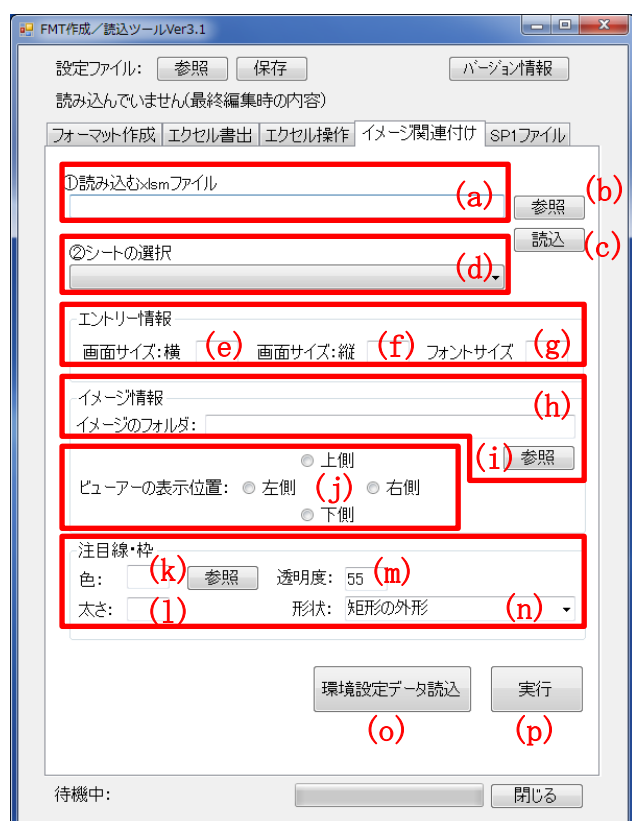 FMT作成／読込ツールVer3.1
設定ファイル: 参照 保存 バージョン情報
読み込んでいません(最終編集時の内容)
フォーマット作成 エクセル書出 エクセル操作 イメージ関連付け SP1ファイル
①読み込むxlsmファイル (a)
参照 (b)
読込 (c)
②シートの選択 (d)
エントリー情報
画面サイズ:横 (e) 画面サイズ:縦 (f) フォントサイズ (g)
イメージ情報 (h)
イメージのフォルダ:
(i) 参照
上側
ビューアーの表示位置: 左側 (j) 右側
下側
注目線・枠
色: (k) 参照 透明度: 55 (m)
太さ: (l) 形状: 矩形の外形 (n)
環境設定データ読込 実行
(o) (p)
待機中: 閉じる